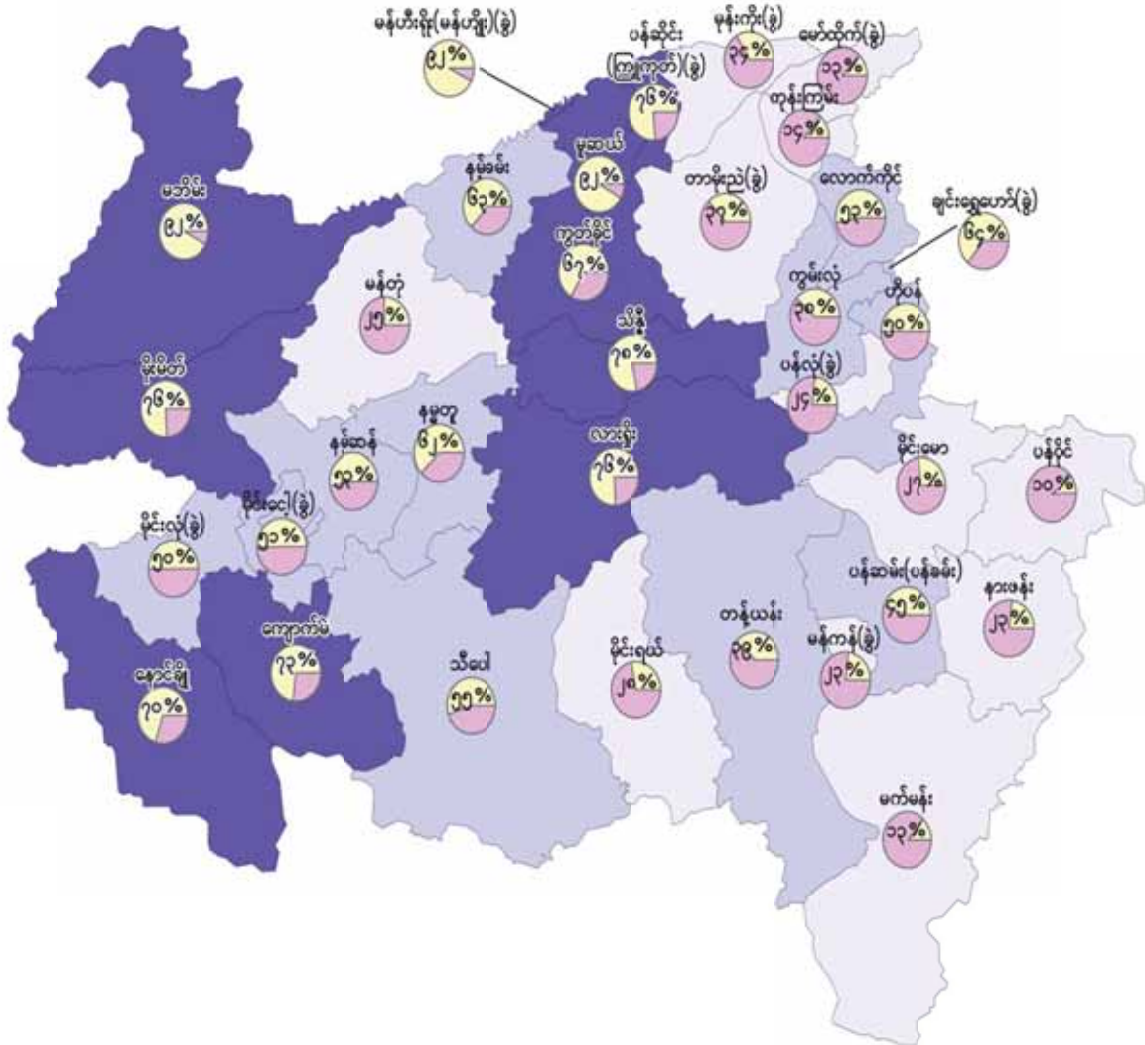 မန်ဟီးရိုး(မန်ဟျိုး)(ခွဲ)
၉၂%
ပန်ဆိုင်း
(ကြူကုတ်)(ခွဲ)
၇၆%
မုန်းကိုး(ခွဲ)
၃၄%
မော်ထိုက်(ခွဲ)
၁၃%
ကုန်းကြမ်း
၁၄%
မူဆယ်
၉၂%
နမ့်ခမ်း
၆၃%
တာမိုးညဲ(ခွဲ)
၃၇%
လောက်ကိုင်
၅၃%
ချင်းရွှေဟော်(ခွဲ)
၆၄%
မဘိမ်း
၉၂%
ကွတ်ခိုင်
၆၇%
မန်တုံ
၂၅%
ကွမ်းလုံ
၃၈%
ဟိုပန်
၅၀%
သိန္နီ
၇၈%
ပန်လုံ(ခွဲ)
၂၄%
မိုးမိတ်
၇၆%
နမ္မတူ
၆၂%
နမ့်ဆန်
၅၃%
လားရှိုး
၇၆%
မိုင်းမော
၂၇%
ပန်ဝိုင်
၁၀%
မိုင်းငေါ့(ခွဲ)
၅၁%
မိုင်းလုံ(ခွဲ)
၅၀%
ပန်ဆမ်း(ပန်ခမ်း)
၄၅%
နားဖန်း
၂၃%
ကျောက်မဲ
၇၃%
သီပေါ
၅၅%
မိုင်းရယ်
၂၈%
တန့်ယန်း
၃၉%
မန်ကန်(ခွဲ)
၂၃%
နောင်ချို
၇၀%
မက်မန်း
၁၃%